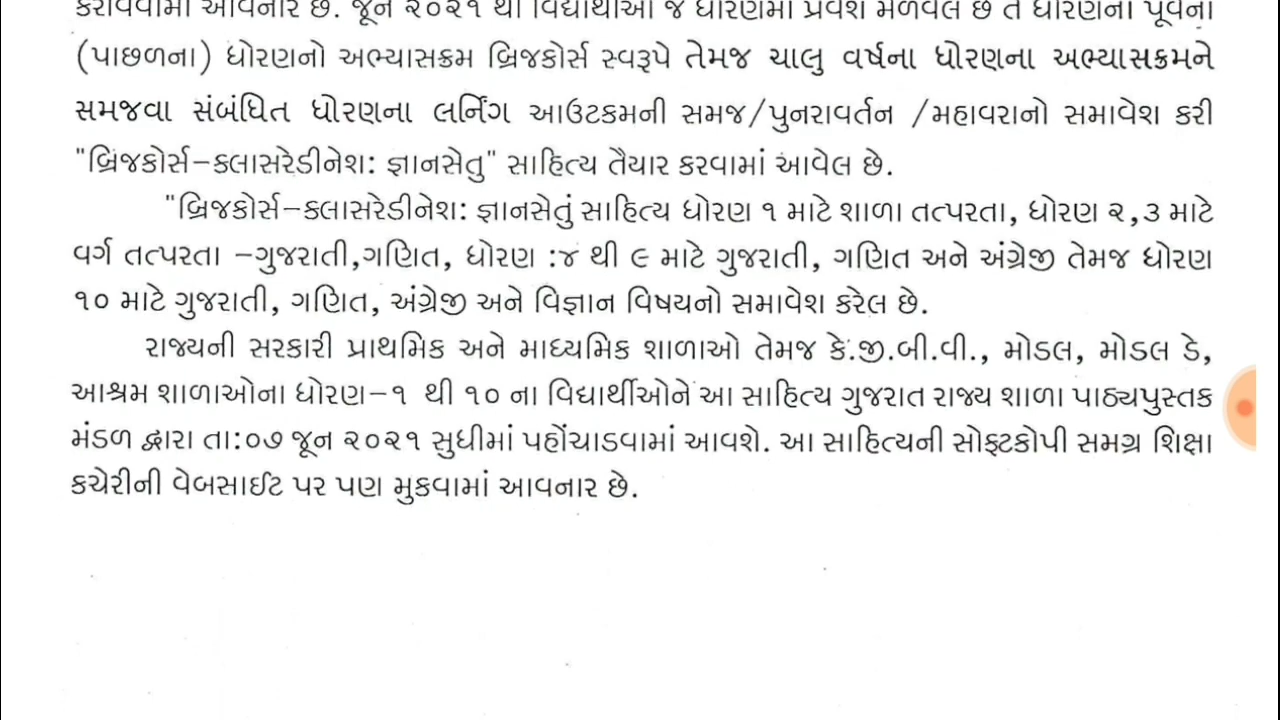 કરાવવામાં આવનાર છે. જૂન ૨૦૨૧ થી વિદ્યાર્થીઓ જે ધોરણમાં પ્રવેશ મેળવેલ છે તે ધોરણના પૂર્વના
(પાછળના) ધોરણનો અભ્યાસક્રમ બ્રિજકોર્સ સ્વરૂપે તેમજ ચાલુ વર્ષના ધોરણના અભ્યાસક્રમને
સમજવા સંબંધિત ધોરણના લર્નિંગ આઉટકમની સમજ/પુનરાવર્તન /મહાવરાનો સમાવેશ કરી
"બ્રિજકોર્સ-કલાસરેડીનેશ: જ્ઞાનસેતુ" સાહિત્ય તૈયાર કરવામાં આવેલ છે.
"બ્રિજકોર્સ-કલાસરેડીનેશ: જ્ઞાનસેતું સાહિત્ય ધોરણ ૧ માટે શાળા તત્પરતા, ધોરણ ૨,૩ માટે
વર્ગ તત્પરતા -ગુજરાતી,ગણિત, ધોરણ :૪ થી ૯ માટે ગુજરાતી, ગણિત અને અંગ્રેજી તેમજ ધોરણ
૧૦ માટે ગુજરાતી, ગણિત, અંગ્રેજી અને વિજ્ઞાન વિષયનો સમાવેશ કરેલ છે.
રાજ્યની સરકારી પ્રાથમિક અને માધ્યમિક શાળાઓ તેમજ કે.જી.બી.વી., મોડલ, મોડલ ડે,
આશ્રમ શાળાઓના ધોરણ-૧ થી ૧૦ ના વિદ્યાર્થીઓને આ સાહિત્ય ગુજરાત રાજ્ય શાળા પાઠ્યપુસ્તક
મંડળ દ્વારા તા:૦૭ જૂન ૨૦૨૧ સુધીમાં પહોંચાડવામાં આવશે. આ સાહિત્યની સોફ્ટકોપી સમગ્ર શિક્ષા
કચેરીની વેબસાઈટ પર પણ મુકવામાં આવનાર છે.